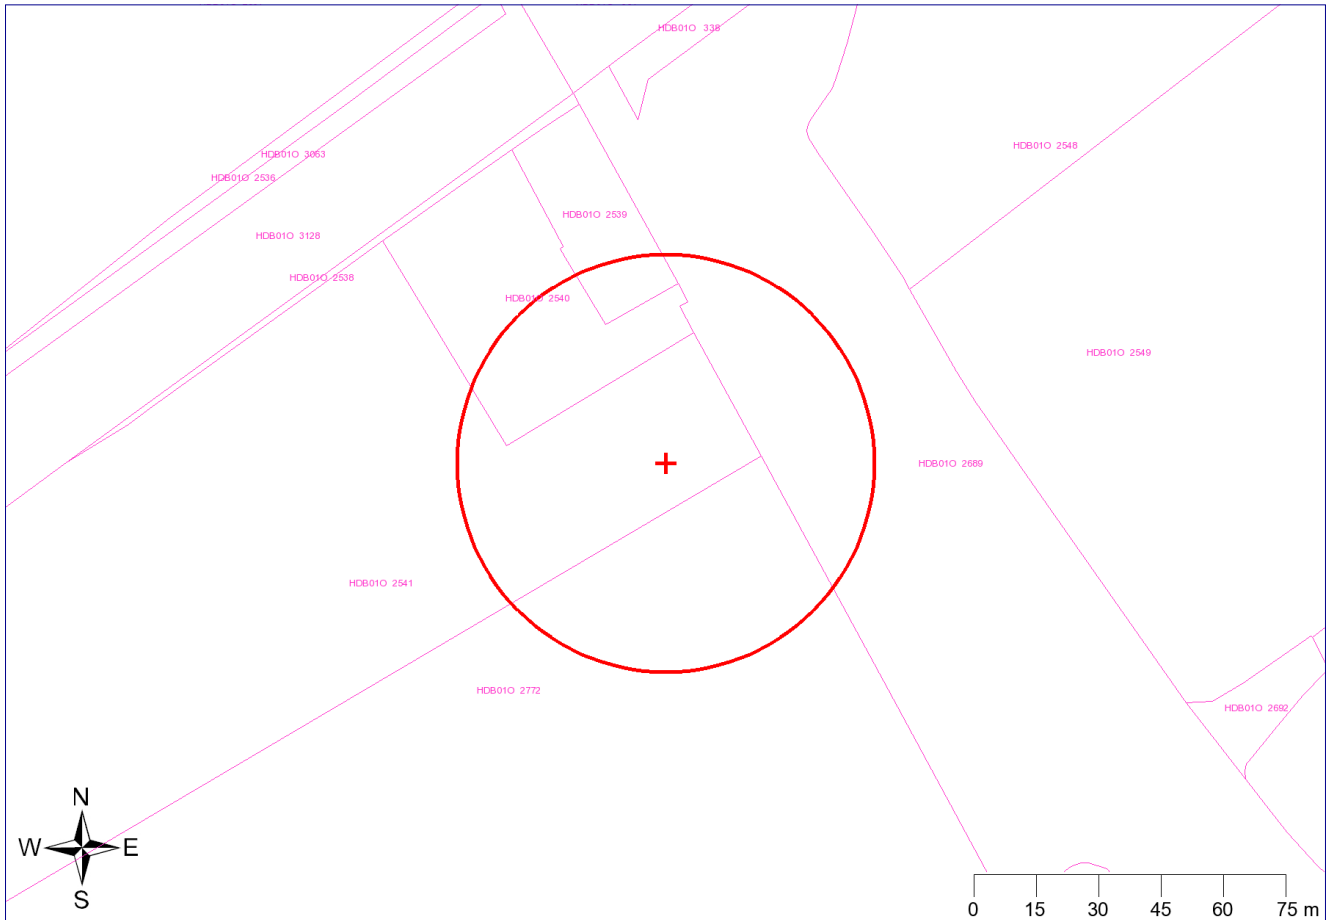 HDB01O 338
HDB01O 2548
HDB01O 3063
HDB01O 2536
HDB01O 2539
HDB01O 3128
HDB01O 2538
HDB01O 2540
HDB01O 2549
HDB01O 2689
HDB01O 2541
HDB01O 2772
HDB01O 2692
N
W E
S
0 15 30 45 60 75 m